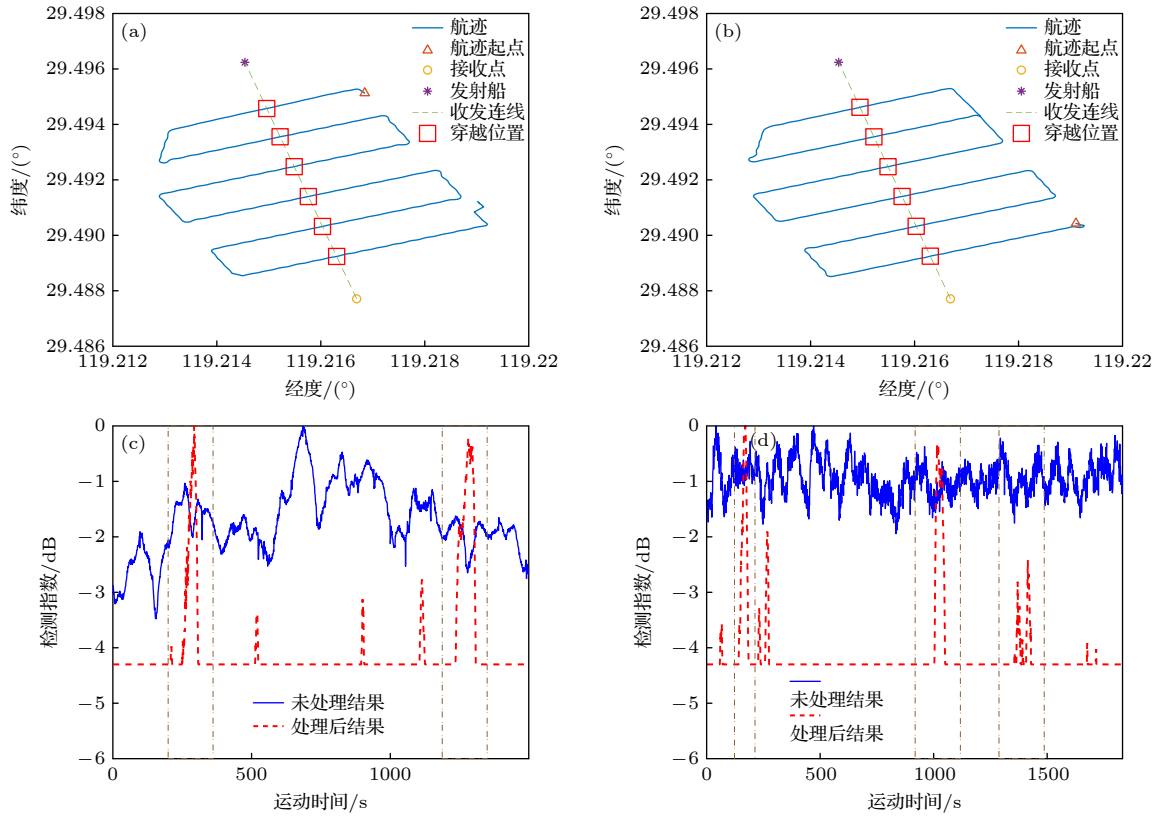 (a)
29.498
29.496
29.494
29.492
29.490
29.488
29.486
纬度/(°)
119.212
119.214
119.216
119.218
119.22
经度/(°)
航迹
航迹起点
接收点
发射船
收发连线
穿越位置
(b)
29.498
29.496
29.494
29.492
29.490
29.488
29.486
纬度/(°)
119.212
119.214
119.216
119.218
119.22
经度/(°)
航迹
航迹起点
接收点
发射船
收发连线
穿越位置
(c)
0
−1
−2
−3
−4
−5
−6
检测指数/dB
未处理结果
处理后结果
0
500
1000
运动时间/s
(d)
0
−1
−2
−3
−4
−5
−6
检测指数/dB
未处理结果
处理后结果
0
500
1000
1500
运动时间/s